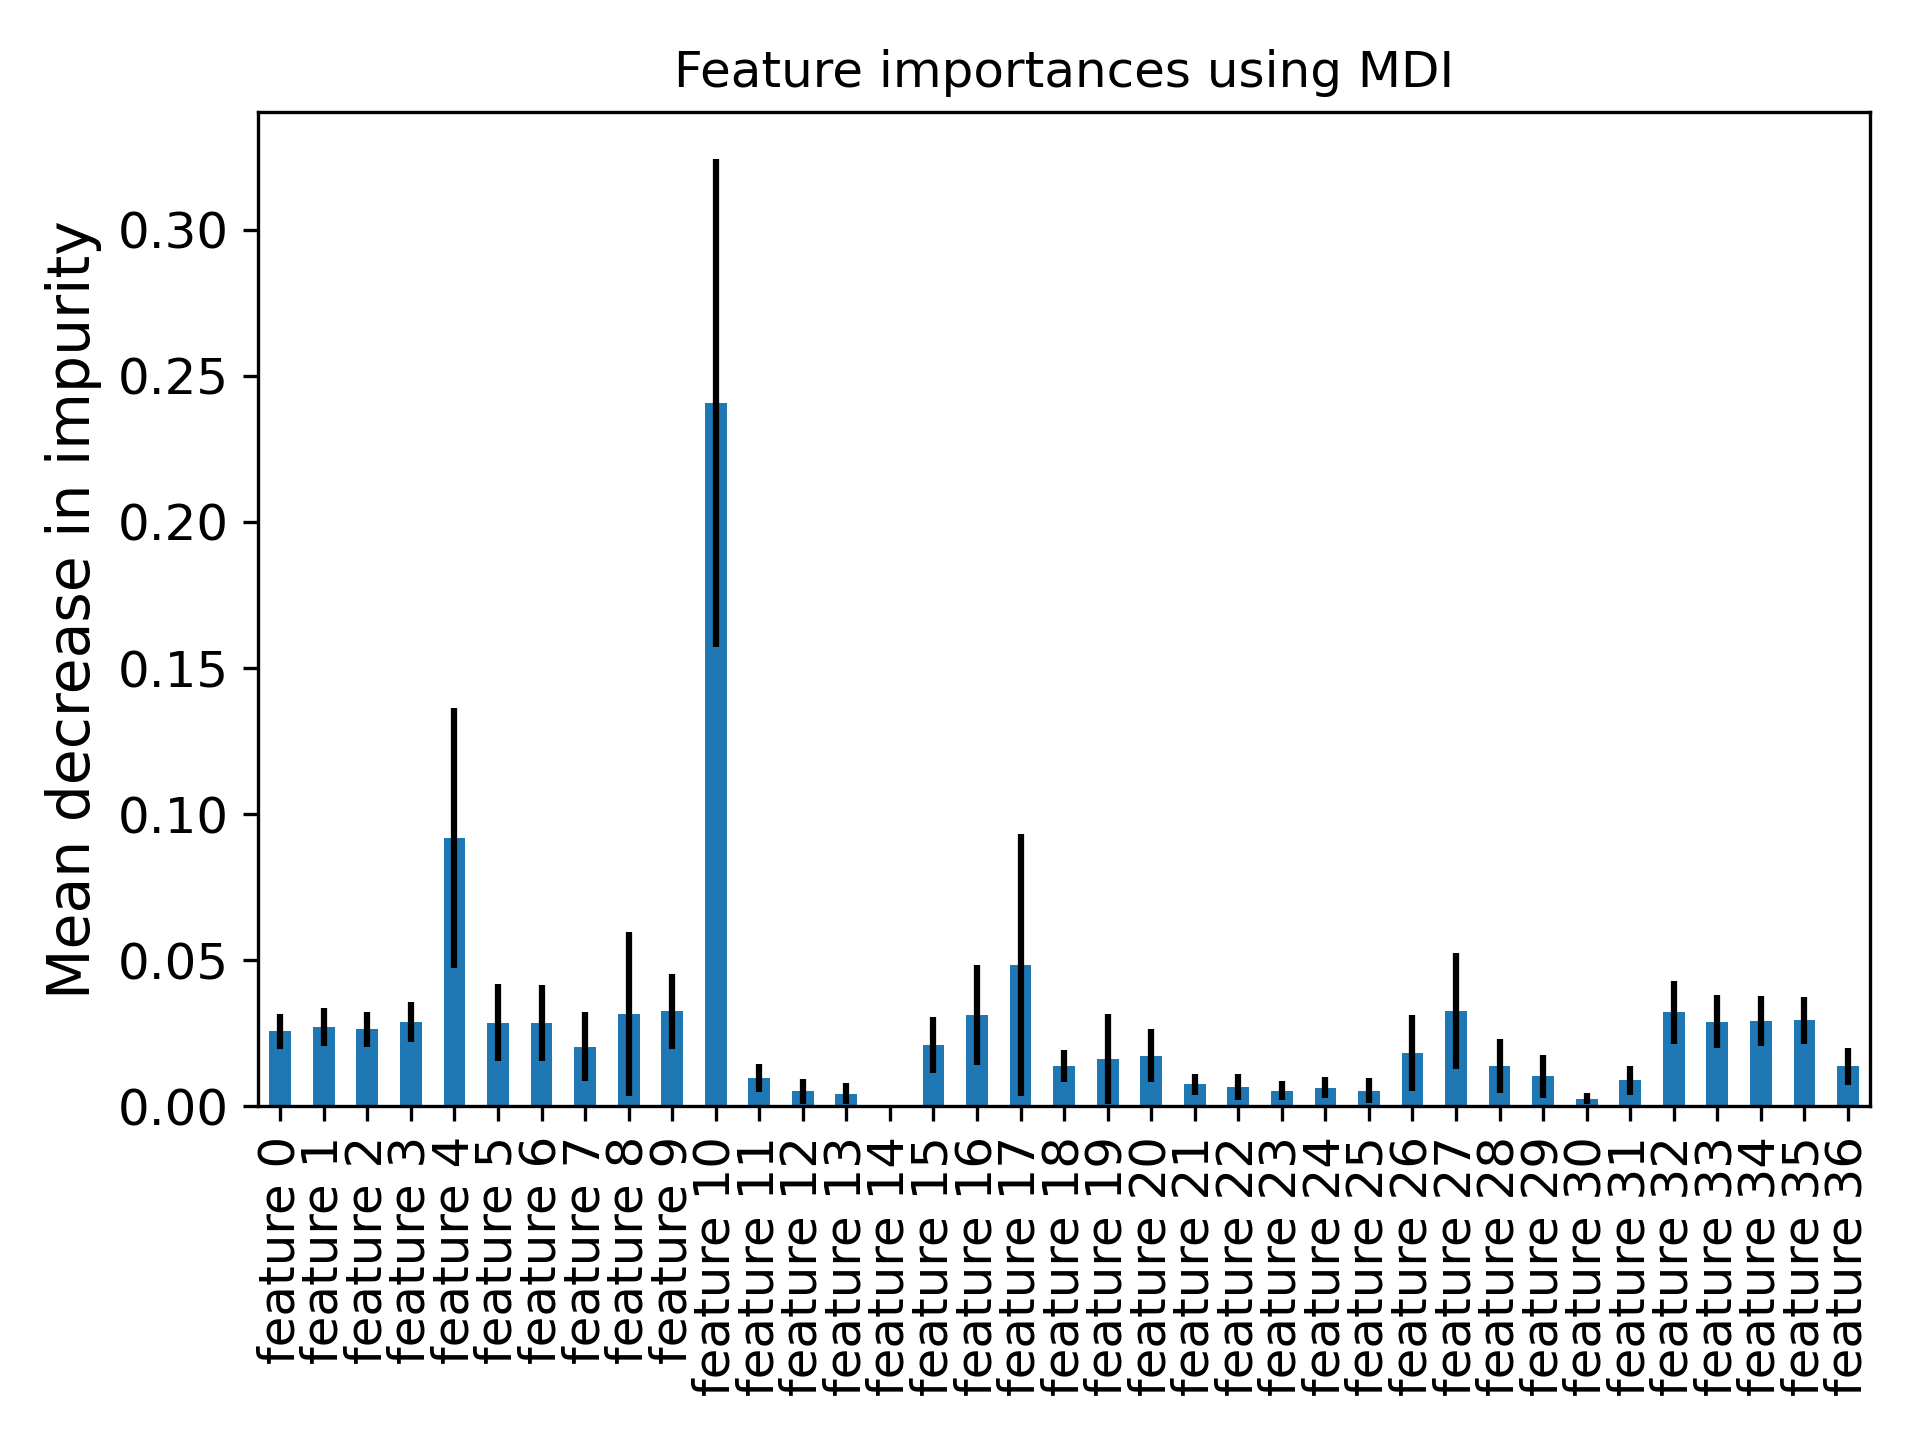 Feature importances using MDI
Mean decrease in impurity
0.30
0.25
0.20
0.15
0.10
0.05
0.00
feature 0
feature 1
feature 2
feature 3
feature 4
feature 5
feature 6
feature 7
feature 8
feature 9
feature 10
feature 11
feature 12
feature 13
feature 14
feature 15
feature 16
feature 17
feature 18
feature 19
feature 20
feature 21
feature 22
feature 23
feature 24
feature 25
feature 26
feature 27
feature 28
feature 29
feature 30
feature 31
feature 32
feature 33
feature 34
feature 35
feature 36